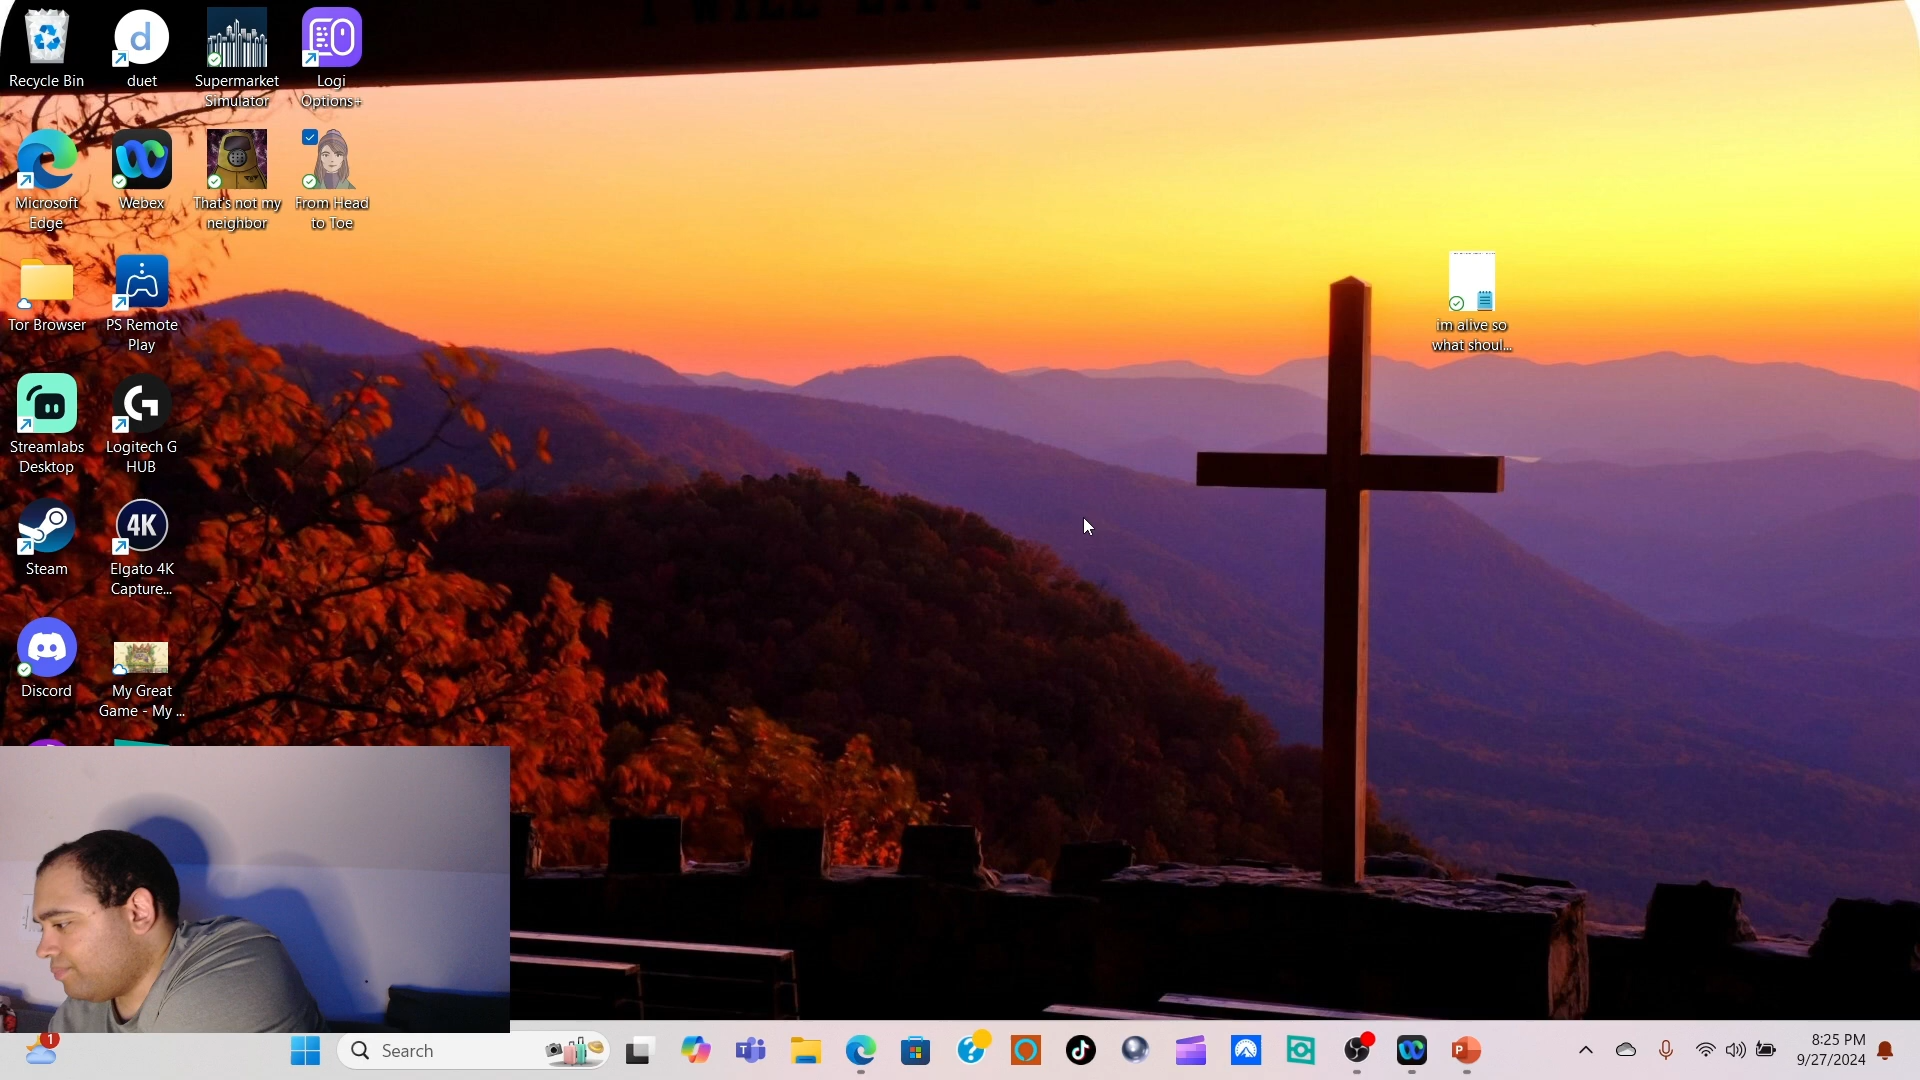 Recycle Bin
duet
Supermarket
Simulator
Logi
Options+
Microsoft
Edge
Webex
That's not my
neighbor
From Head
to Toe
Tor Browser
PS Remote
Play
im alive so
what shoul...
Streamlabs
Desktop
Logitech G
HUB
Steam
4K
Elgato 4K
Capture...
Discord
My Great
Game - My ...
1
Search
8:25 PM
9/27/2024